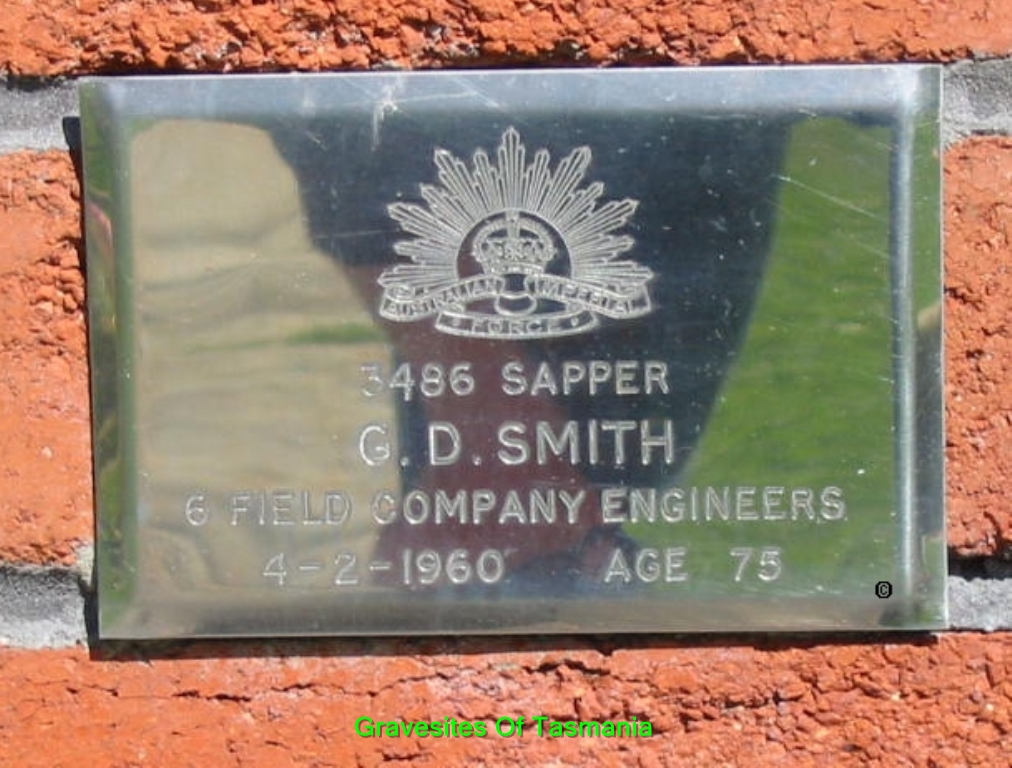 AUSTRALIAN IMPERIAL
FORCE
3486 SAPPER
G. D. SMITH
6 FIELD COMPANY ENGINEERS
4-2-1960 AGE 75
©
Gravesites Of Tasmania